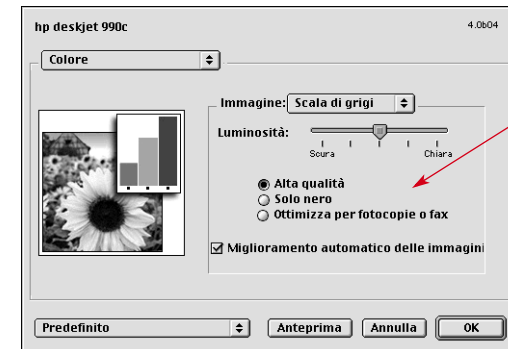 hp deskjet 990c 4.0b04
Colore
Immagine: Scala di grigi
Luminosità:
Scura Chiara
Alta qualità
Solo nero
Ottimizza per fotocopie o fax
Miglioramento automatico delle immagini
Predefinito Anteprima Annulla OK